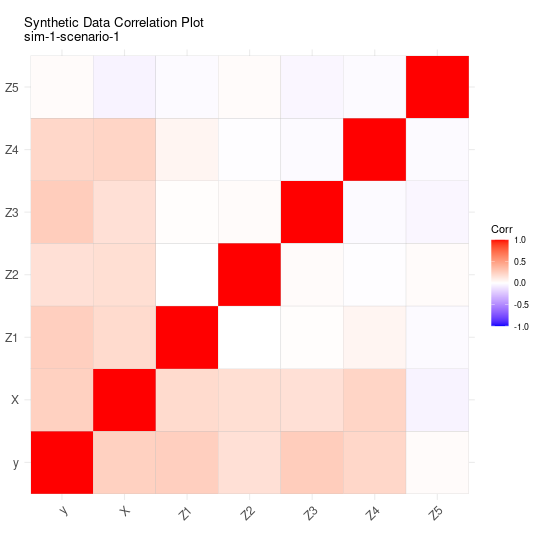 Synthetic Data Correlation Plot
sim-1-scenario-1
Z5
Z4
Z3
Z2
Z1
X
y
y
X
Z1
Z2
Z3
Z4
Z5
Corr
1.0
0.5
0.0
-0.5
-1.0